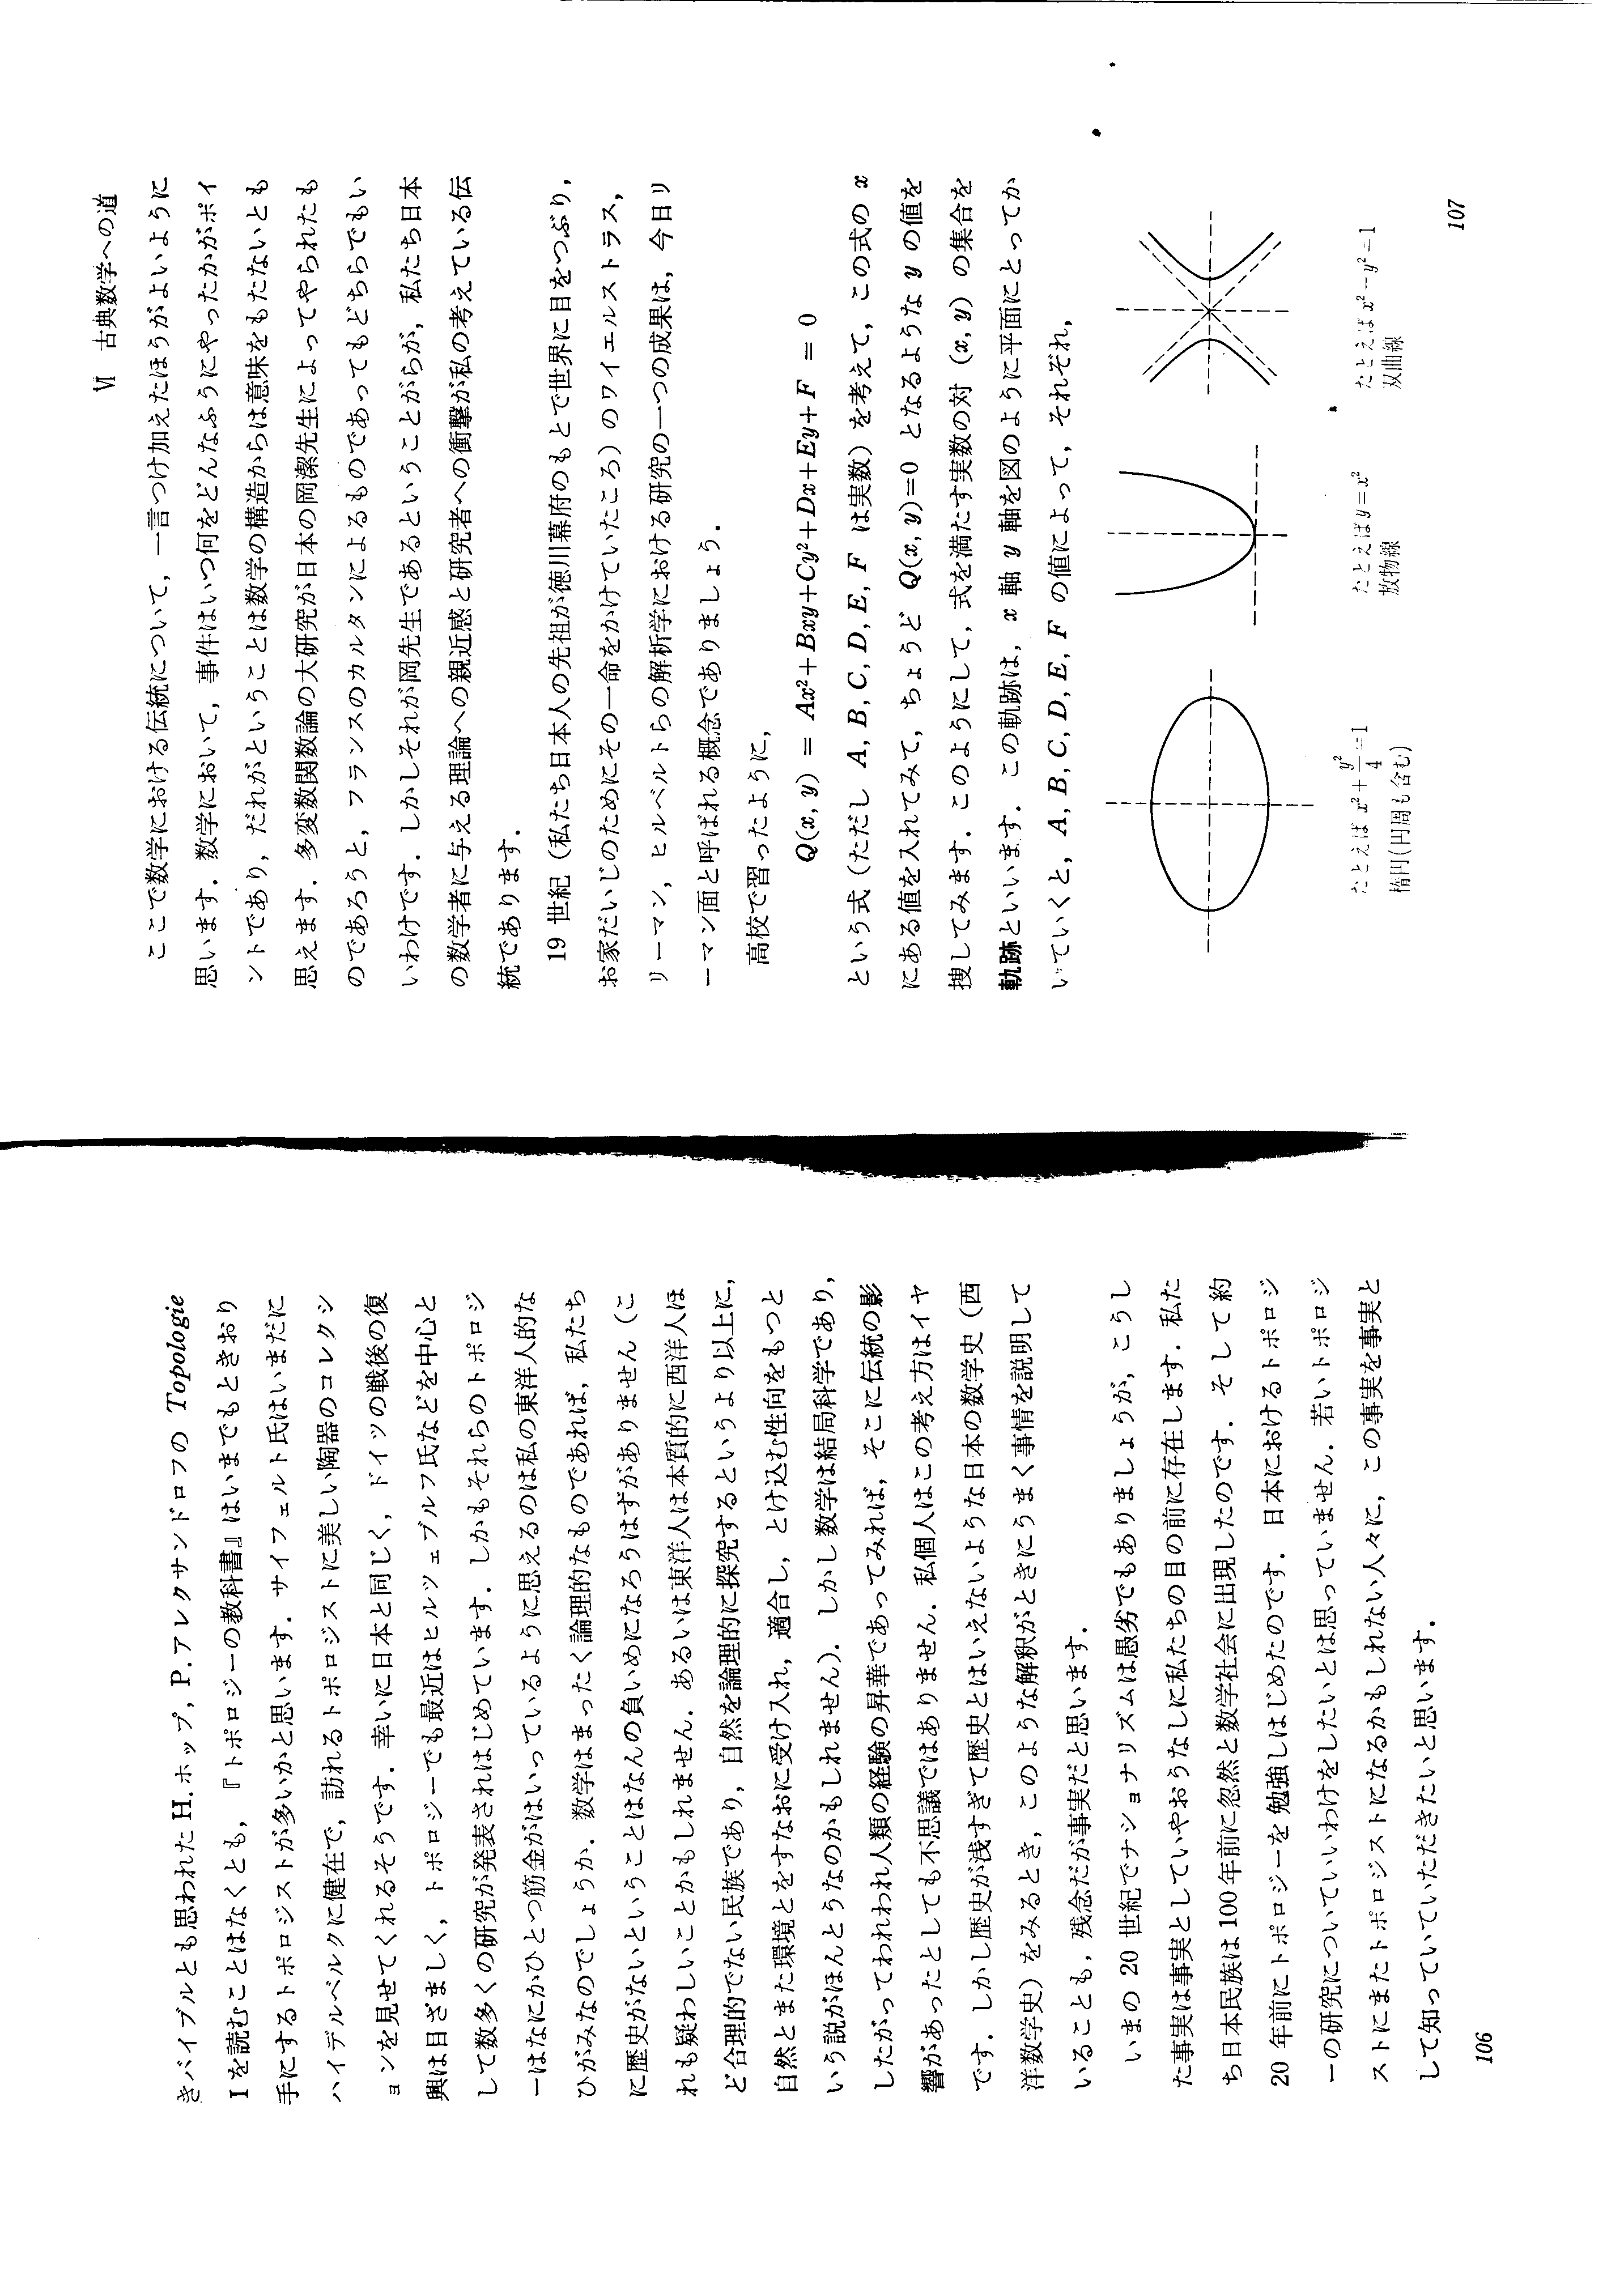 きバイブルとも思われたH.ホップ, P.アレクサンドロフの Topologie
Iを読むことはなくとも，『トポロジーの教科書』はいまでもときおり
手にするトポロジストが多いかと思います．サイフェルト氏はいまだに
ハイデルベルクに健在で，訪れるトポロジストに美しい陶器のコレクシ
ョンを見せてくれるそうです．幸いに日本と同じく，ドイツの戦後の復
興は目ざましく，トポロジーでも最近はヒルツェブルフ氏などを中心と
して数多くの研究が発表されはじめています．しかもそれらのトポロジ
ーはなにかひとつ筋金がはいっているように思えるのは私の東洋人的な
ひがみなのでしょうか．数学はまったく論理的なものであれば，私たち
に歴史がないということはなんの負いめになろうはずがありません（こ
れも疑わしいことかもしれません．あるいは東洋人は本質的に西洋人ほ
ど合理的でない民族であり，自然を論理的に探究するというより以上に，
自然とまた環境とをすなおに受け入れ，適合し，とけ込む性向をもつと
いう説がほんとうなのかもしれません）．しかし数学は結局科学であり，
したがってわれわれ人類の経験の昇華であってみれば，そこに伝統の影
響があったとしても不思議ではありません．私個人はこの考え方はイヤ
です．しかし歴史が浅すぎて歴史とはいえないような日本の数学史（西
洋数学史）をみるとき，このような解釈がときにうまく事情を説明して
いることも，残念だが事実だと思います．
いまの 20 世紀でナショナリズムは愚劣でもありましょうが，こうし
た事実は事実としていやおうなしに私たちの目の前に存在します．私た
ち日本民族は100年前に忽然と数学社会に出現したのです．そして約
20 年前にトポロジーを勉強しはじめたのです．日本におけるトポロジ
ーの研究についていいわけをしたいとは思っていません．若いトポロジ
ストにまたトポロジストになるかもしれない人々に，この事実を事実と
して知っていていただきたいと思います．
106
VI 古典数学への道
ここで数学における伝統について，一言つけ加えたほうがよいように
思います．数学において，事件はいつ何をどんなふうにやったかがポイ
ントであり，だれがということは数学の構造からは意味をもたないとも
思えます．多変数関数論の大研究が日本の岡潔先生によってやられたも
のであろうと，フランスのカルタンによるものであってもどちらでもい
いわけです．しかしそれが岡先生であるということがらが，私たち日本
の数学者に与える理論への親近感と研究者への衝撃が私の考えている伝
統であります．
19 世紀（私たち日本人の先祖が徳川幕府のもとで世界に目をつぶり，
お家だいじのためにその一命をかけていたころ）のワイエルストラス，
リーマン，ヒルベルトらの解析学における研究の一つの成果は，今日リ
ーマン面と呼ばれる概念でありましょう．
高校で習ったように，
Q(x, y) = Ax²+Bxy+Cy²+Dx+Ey+F = 0
という式（ただし A, B, C, D, E, F は実数）を考えて，この式の x
にある値を入れてみて，ちょうど Q(x, y)=0 となるような y の値を
捜してみます．このようにして，式を満たす実数の対 (x, y) の集合を
軌跡といいます．この軌跡は，x 軸 y 軸を図のように平面にとってか
いていくと，A, B, C, D, E, F の値によって，それぞれ，
たとえば x²+y²/4=1
楕円(円周も含む)
たとえばy=x²
放物線
たとえば x²−y²=1
双曲線
107